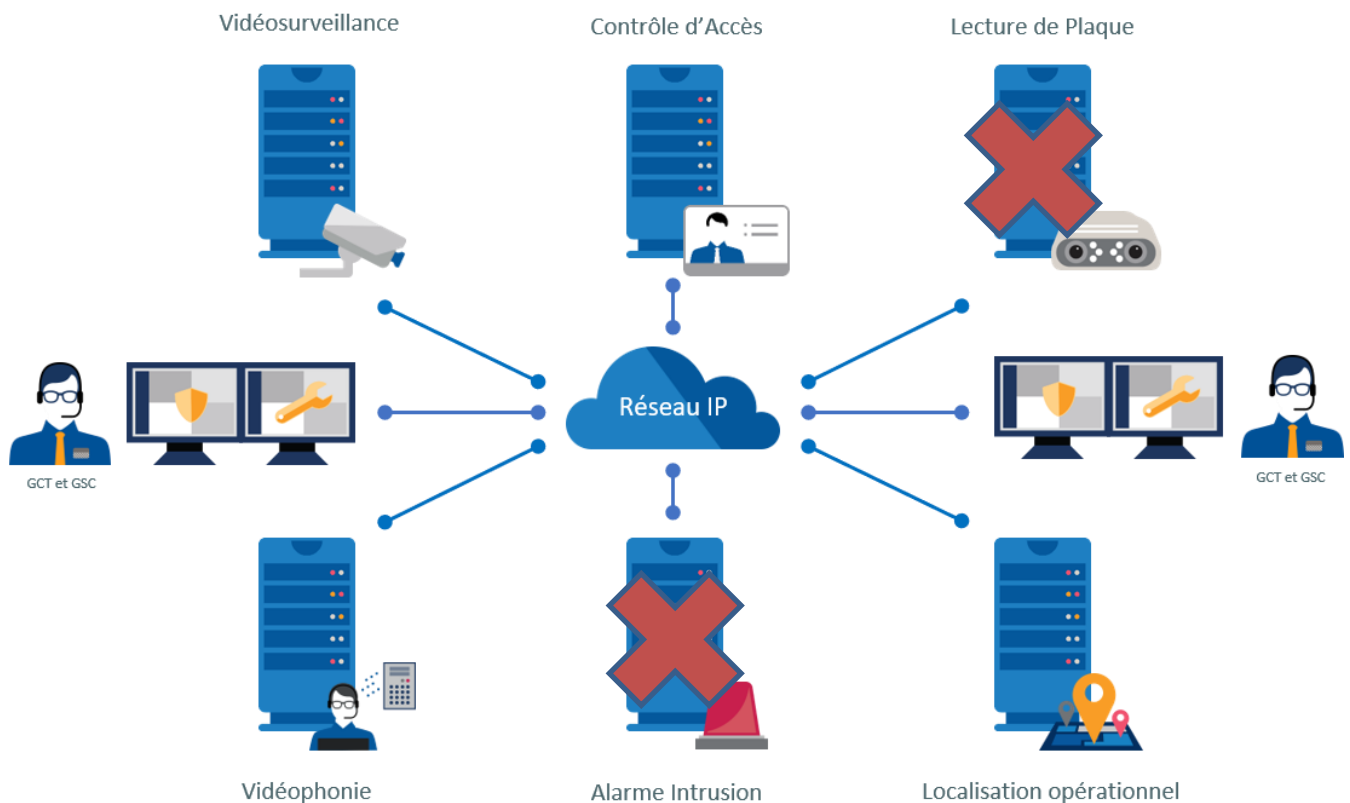 Vidéosurveillance
Contrôle d'Accès
Lecture de Plaque
Réseau IP
GCT et GSC
GCT et GSC
Vidéophonie
Alarme Intrusion
Localisation opérationnel